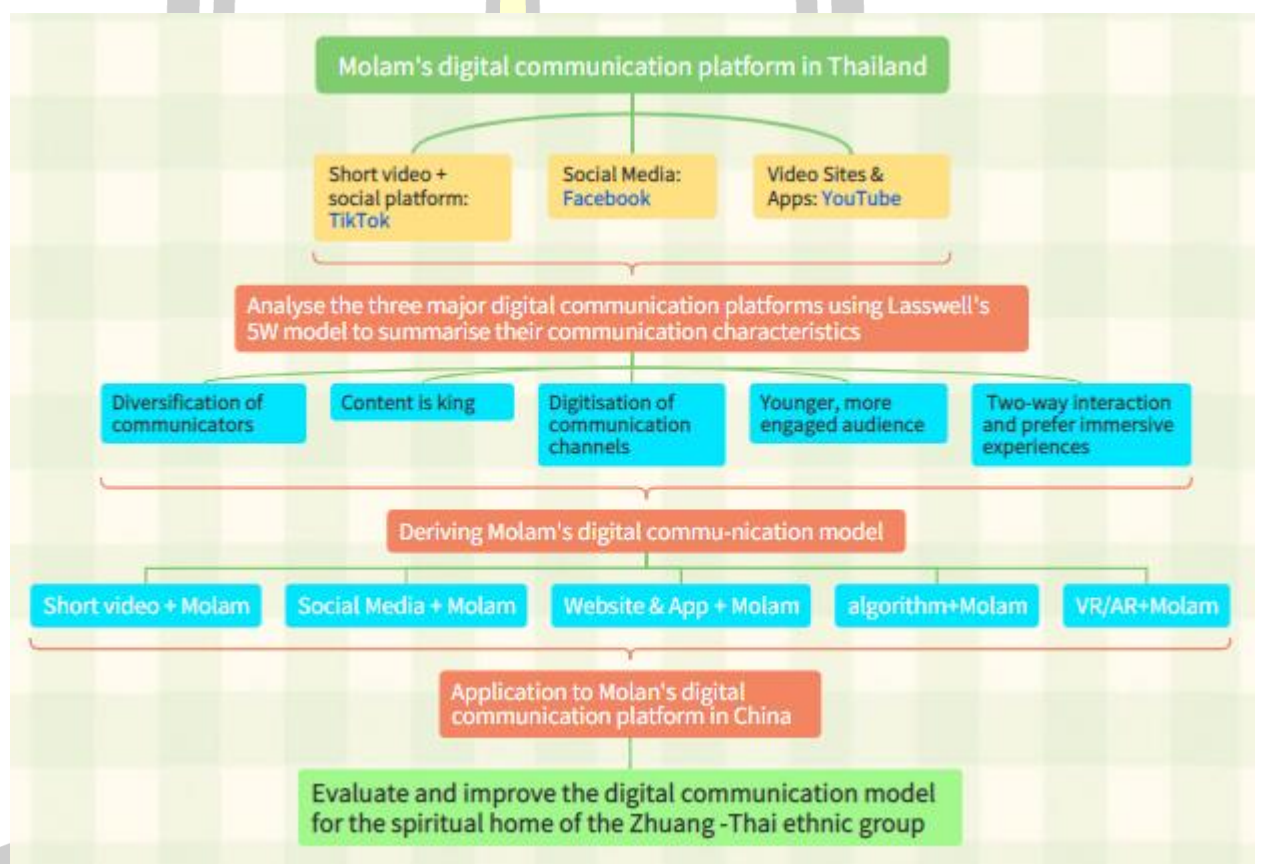 Molam's digital communication platform in Thailand
Short video +
social platform:
TikTok
Social Media:
Facebook
Video Sites &
Apps: YouTube
Analyse the three major digital communication platforms using Lasswell's
5W model to summarise their communication characteristics
Diversification of
communicators
Content is king
Digitisation of
communication
channels
Younger, more
engaged audience
Two-way interaction
and prefer immersive
experiences
Deriving Molam's digital commu-nication model
Short video + Molam
Social Media + Molam
Website & App + Molam
algorithm+Molam
VR/AR+Molam
Application to Molan's digital
communication platform in China
Evaluate and improve the digital communication model
for the spiritual home of the Zhuang -Thai ethnic group